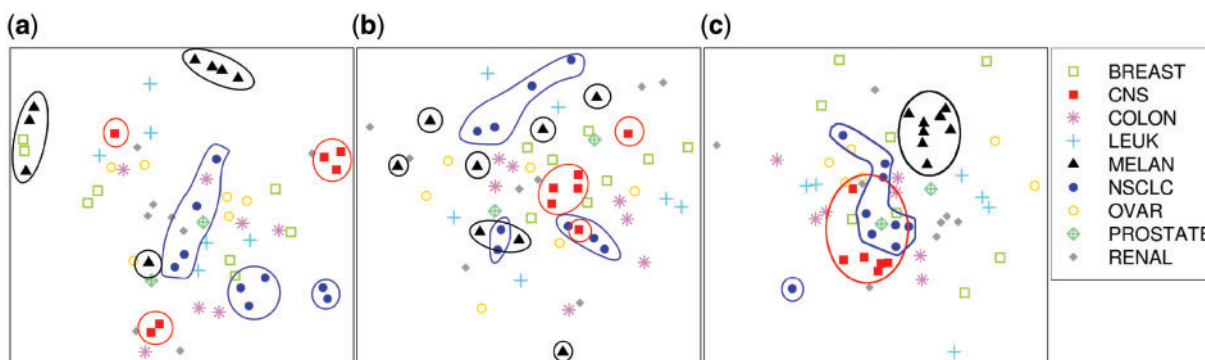 (a)
(b)
(c)
BREAST
CNS
COLON
LEUK
MELAN
NSCLC
OVAR
PROSTATE
RENAL